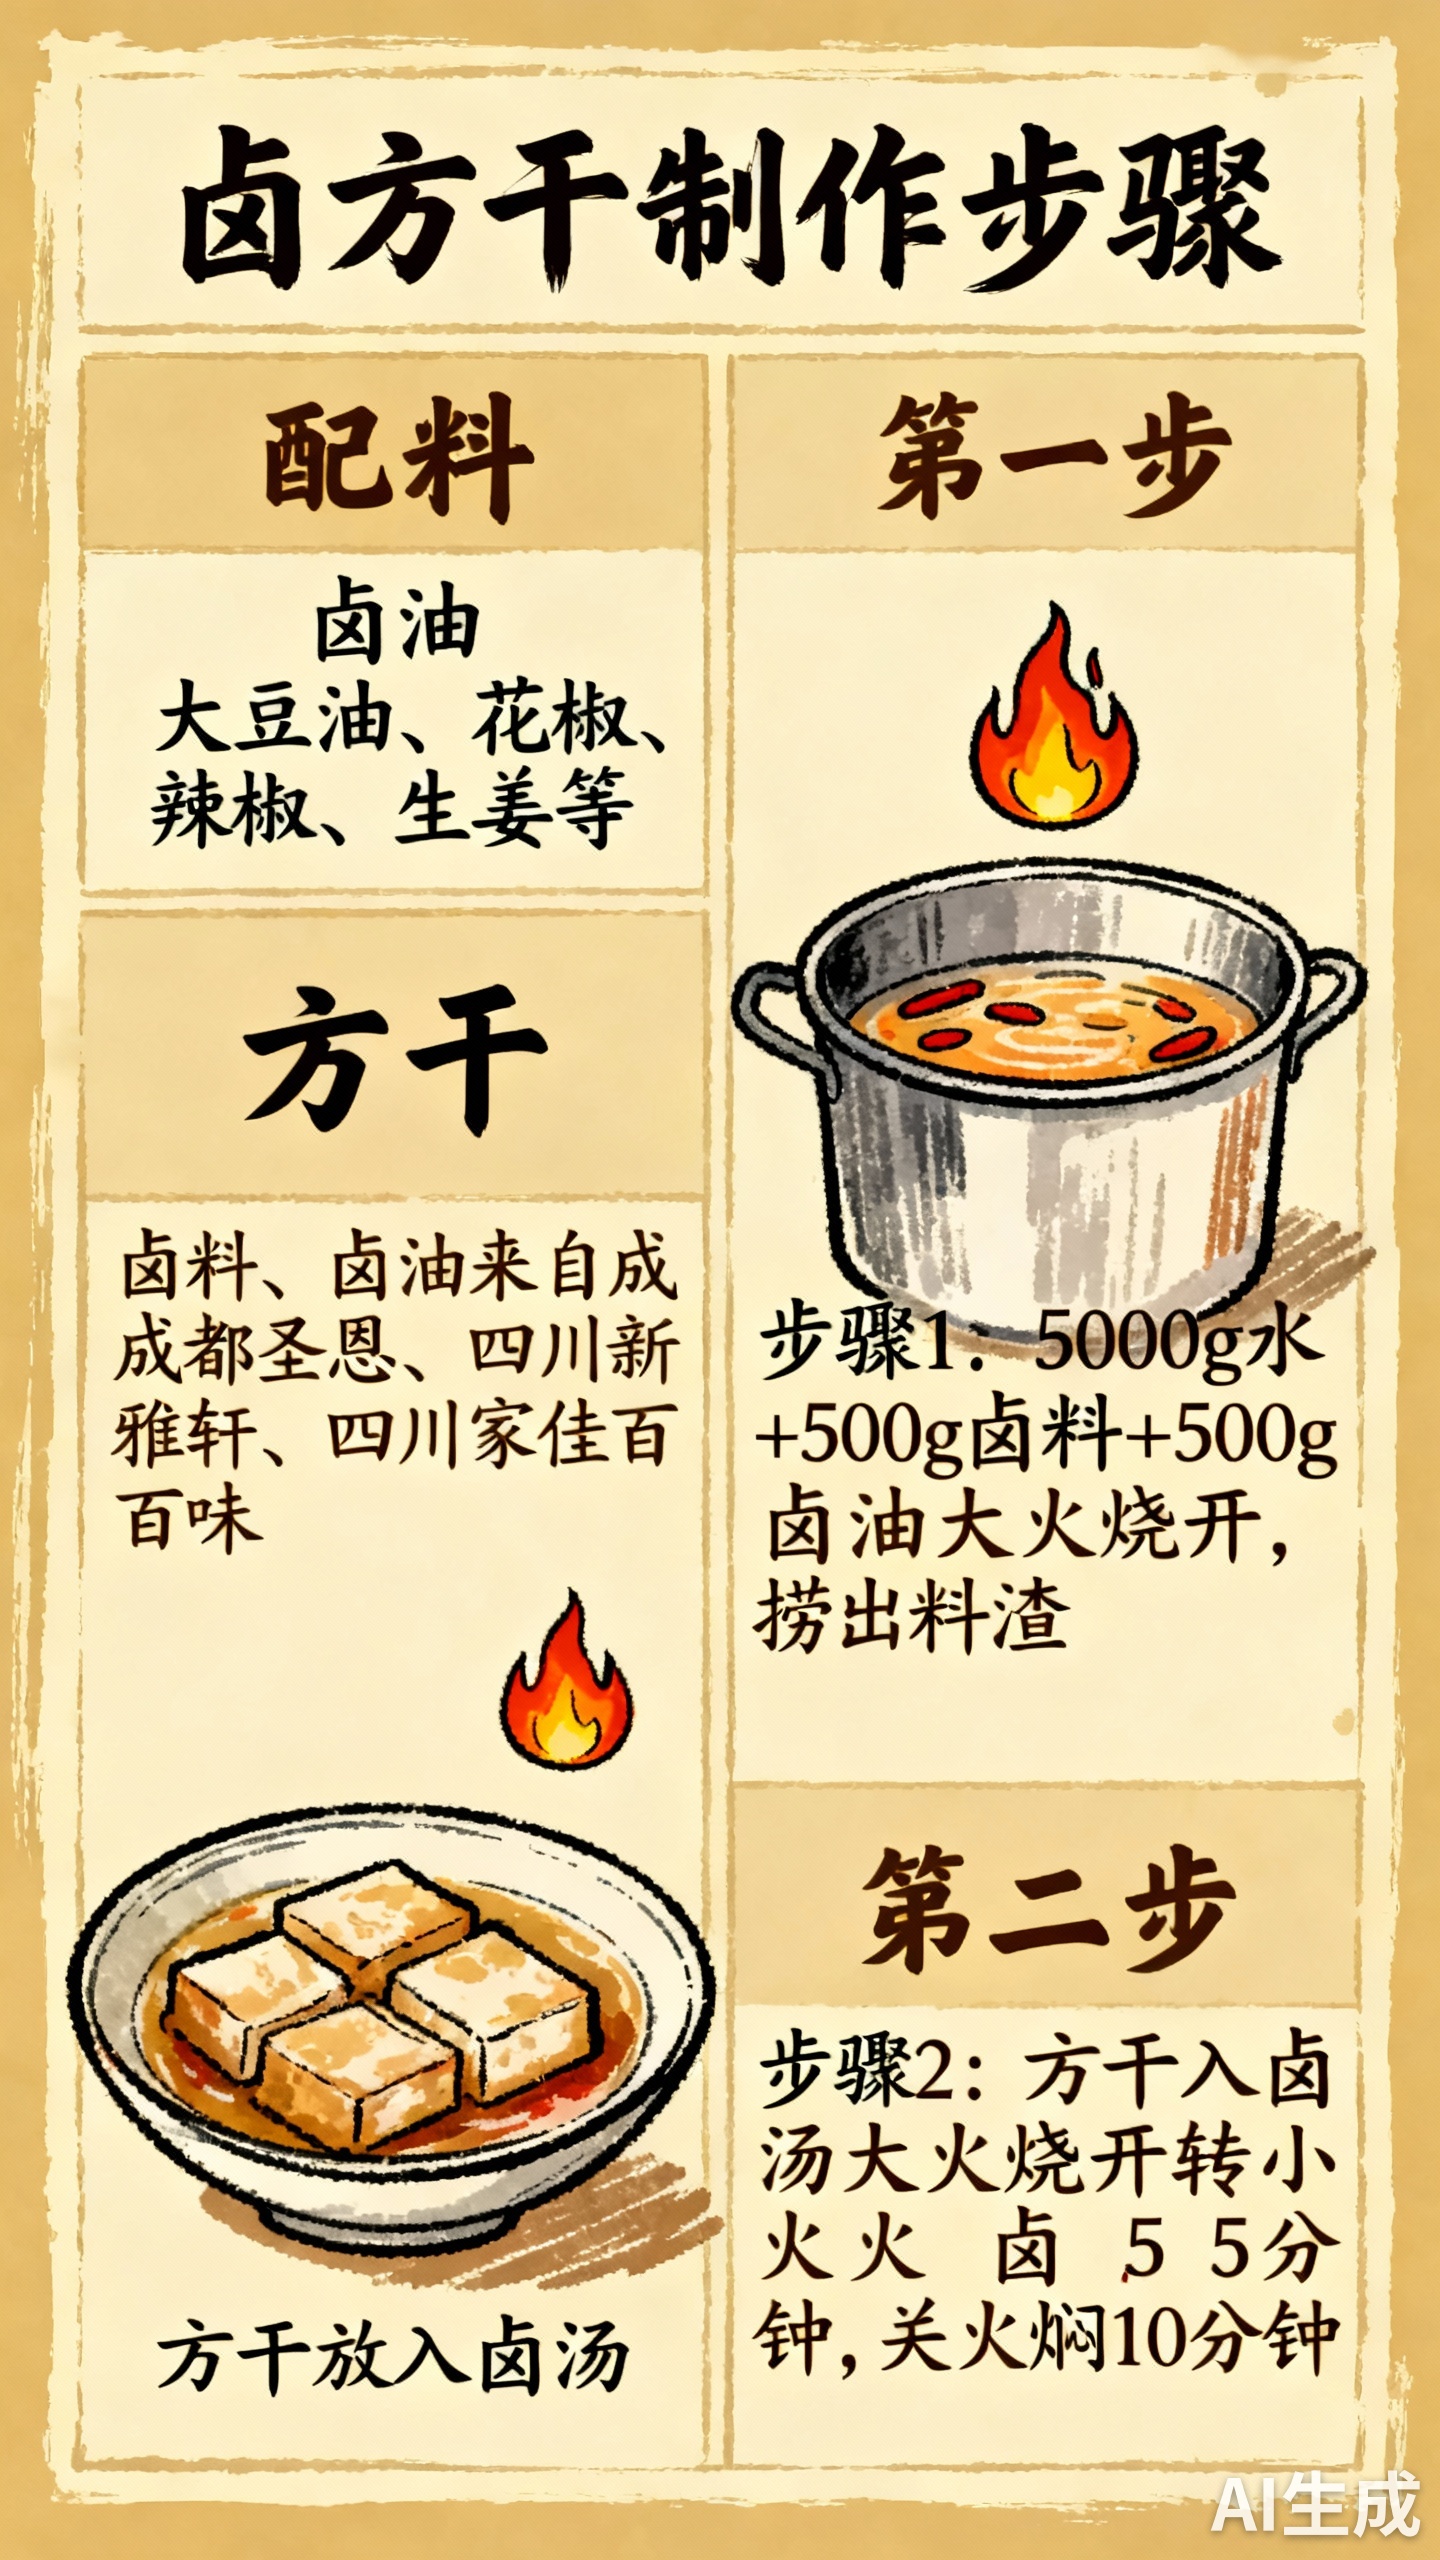 卤方干制作步骤
配料
卤油
大豆油、花椒、
辣椒、生姜等
方干
卤料、卤油来自成
成都圣恩、四川新
雅轩、四川家佳百
百味
方干放入卤汤
第一步
步骤1：5000g水
+500g卤料+500g
卤油大火烧开，
捞出料渣
第二步
步骤2：方干入卤
汤大火烧开转小
火火 卤 5 5分
钟，关火焖10分钟
AI生成